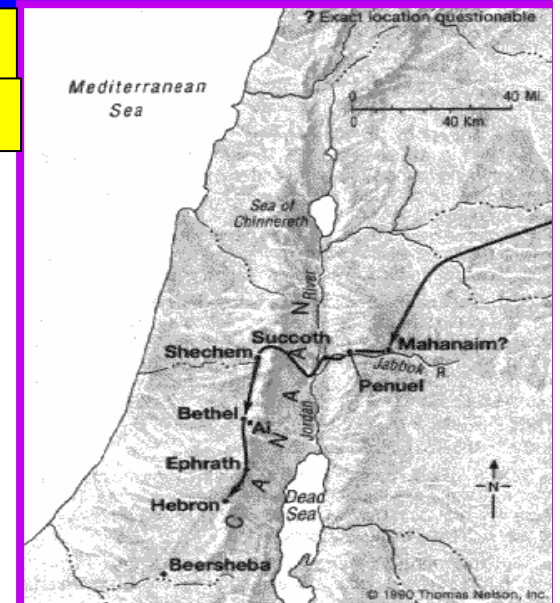 ? Exact location questionable
Mediterranean
Sea
0 40 Mi.
0 40 Km.
Sea of
Chinnereth
River
Jordan
CANAAN
Succoth
Shechem
Mahanaim?
Jabbok R
Penuel
Bethel
Ai
Ephrath
Hebron
Dead
Sea
N
Beersheba
© 1990 Thomas Nelson, Inc.